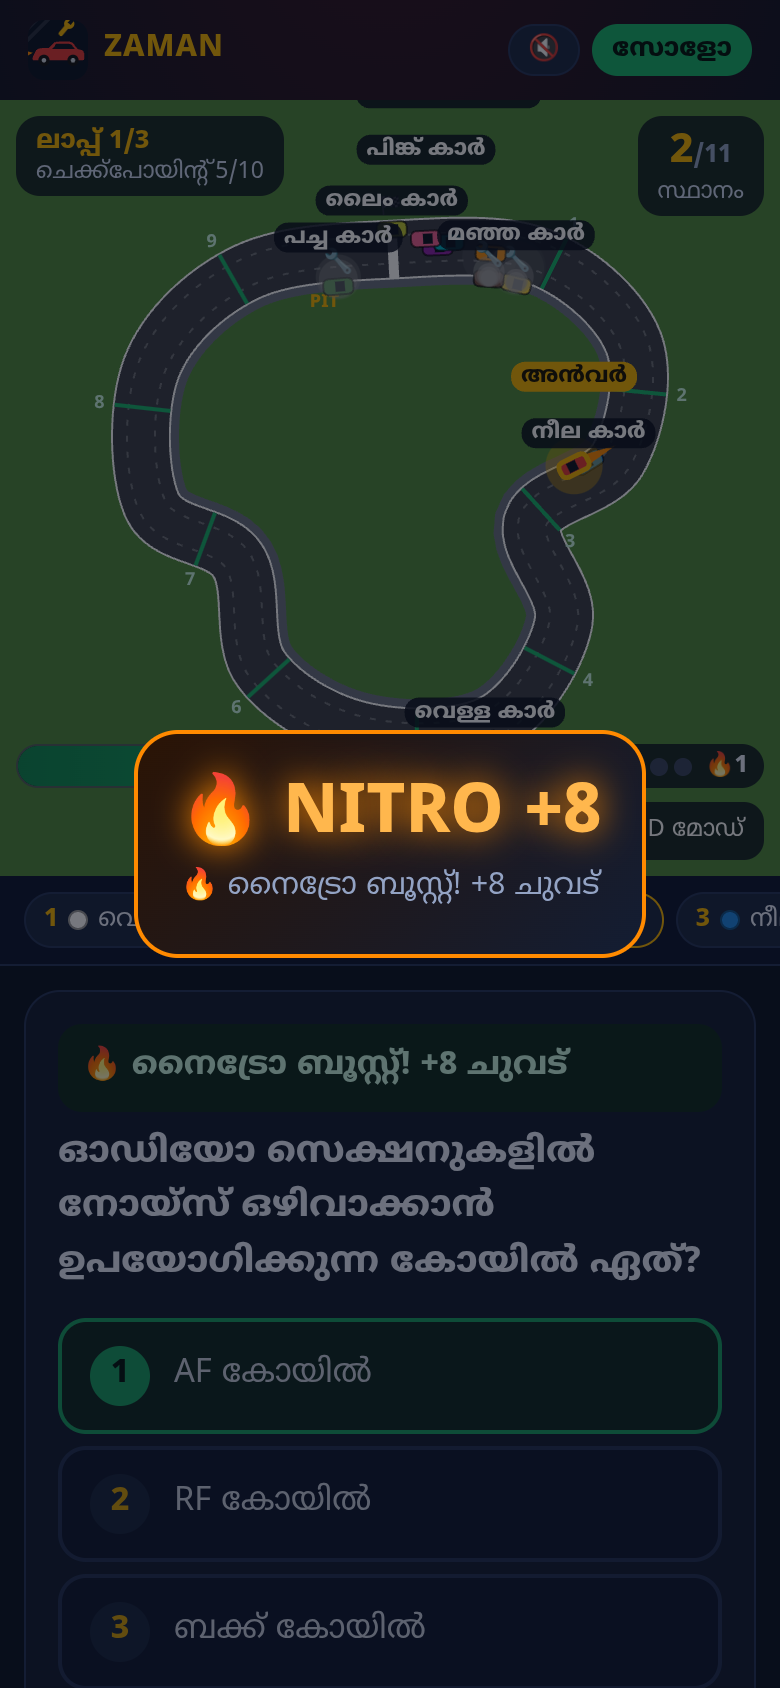 ZAMAN
സോളോ
ലാപ്പ് 1/3
ചെക്ക്പോയിന്റ് 5/10
2/11
സ്ഥാനം
പിങ്ക് കാർ
ലൈം കാർ
പച്ച കാർ
മഞ്ഞ കാർ
9
PIT
അൻവർ
8
2
നീല കാർ
3
7
4
6
വെള്ള കാർ
🔥1
D മോഡ്
🔥 NITRO +8
🔥 നൈട്രോ ബൂസ്റ്റ്! +8 ചുവട്
1
3
🔥 നൈട്രോ ബൂസ്റ്റ്! +8 ചുവട്
ഓഡിയോ സെക്ഷനുകളിൽ
നോയ്സ് ഒഴിവാക്കാൻ
ഉപയോഗിക്കുന്ന കോയിൽ ഏത്?
1 AF കോയിൽ
2 RF കോയിൽ
3 ബക്ക് കോയിൽ